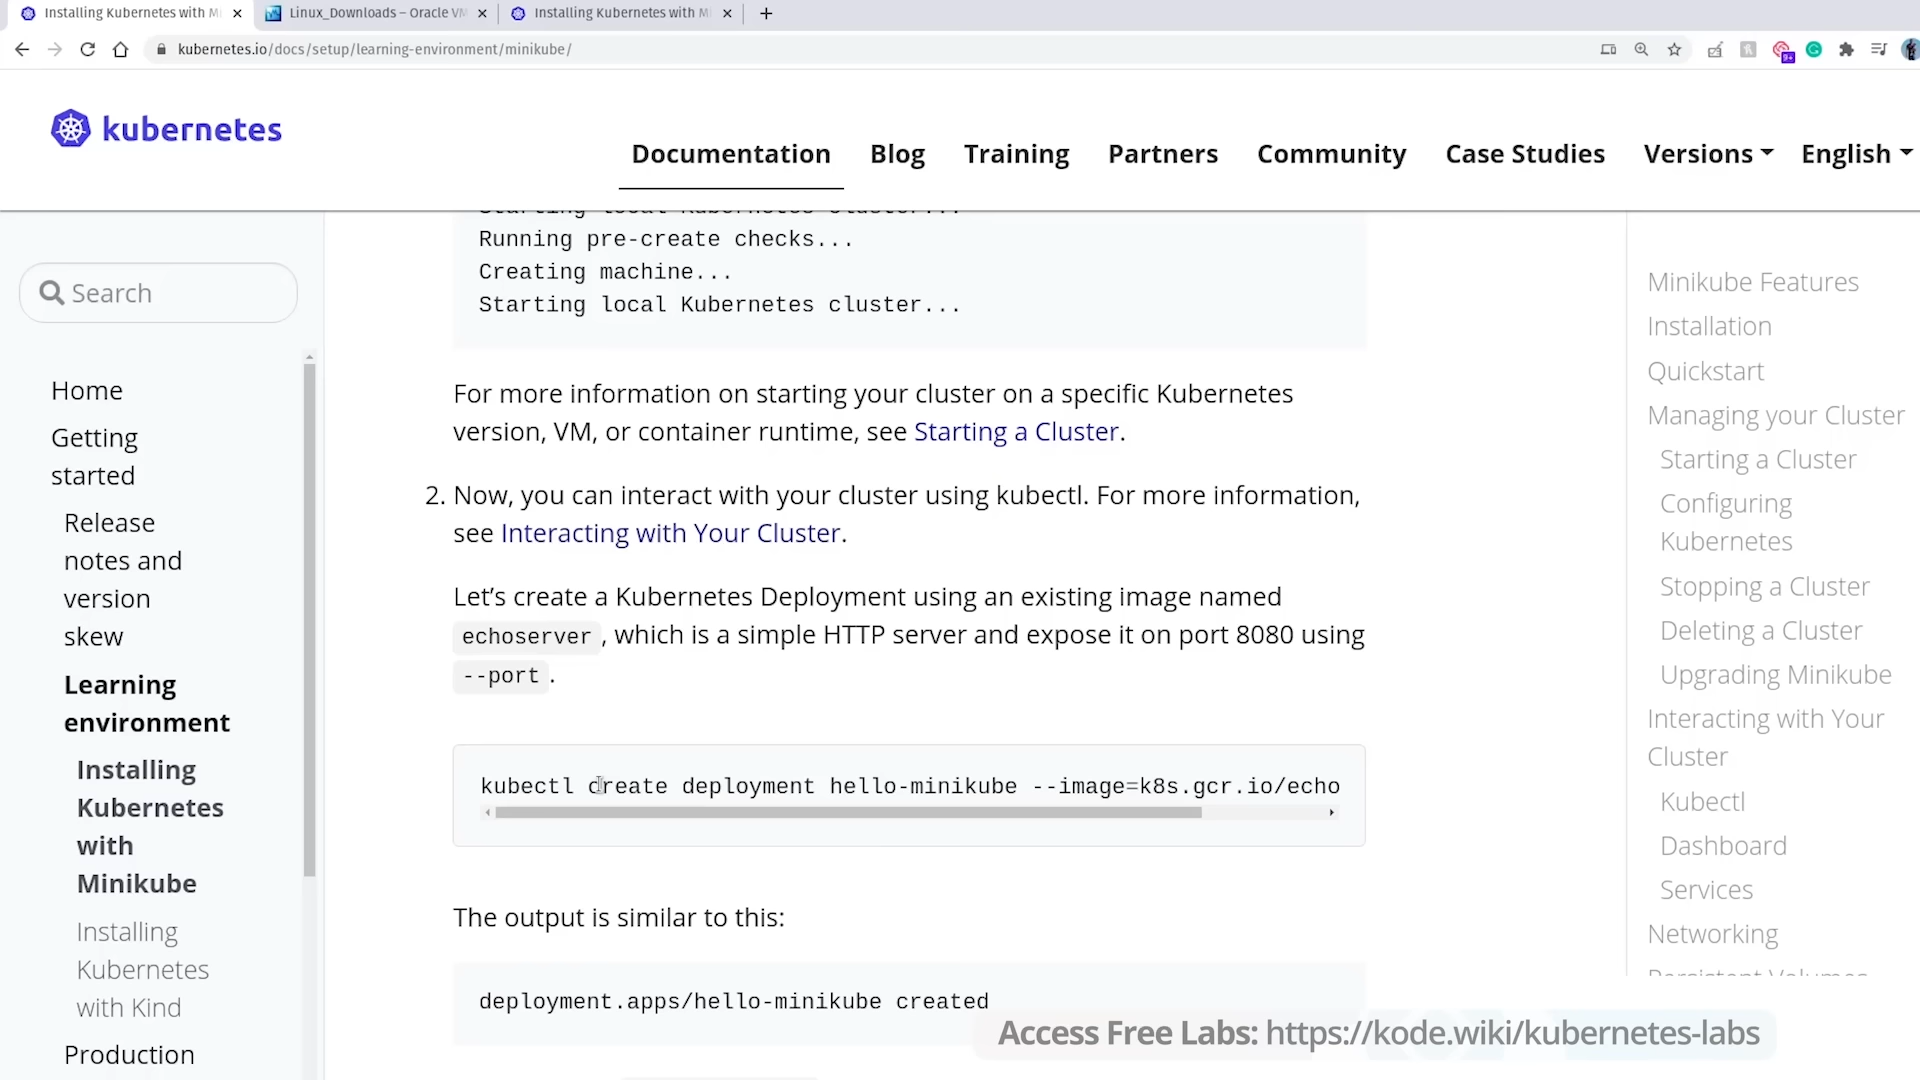 Installing Kubernetes with M
Linux_Downloads – Oracle VM
Installing Kubernetes with Mi
kubernetes.io/docs/setup/learning-environment/minikube/
9+
kubernetes
Documentation
Blog
Training
Partners
Community
Case Studies
Versions
English
Search
Home
Getting
started
Release
notes and
version
skew
Learning
environment
Installing
Kubernetes
with
Minikube
Installing
Kubernetes
with Kind
Production
Starting local Kubernetes cluster...
Running pre-create checks...
Creating machine...
Starting local Kubernetes cluster...
For more information on starting your cluster on a specific Kubernetes
version, VM, or container runtime, see Starting a Cluster.
2. Now, you can interact with your cluster using kubectl. For more information,
see Interacting with Your Cluster.
Let’s create a Kubernetes Deployment using an existing image named
echoserver, which is a simple HTTP server and expose it on port 8080 using
--port.
kubectl create deployment hello-minikube --image=k8s.gcr.io/echo
The output is similar to this:
deployment.apps/hello-minikube created
Minikube Features
Installation
Quickstart
Managing your Cluster
Starting a Cluster
Configuring
Kubernetes
Stopping a Cluster
Deleting a Cluster
Upgrading Minikube
Interacting with Your
Cluster
Kubectl
Dashboard
Services
Networking
Persistent Volumes
Access Free Labs: https://kode.wiki/kubernetes-labs